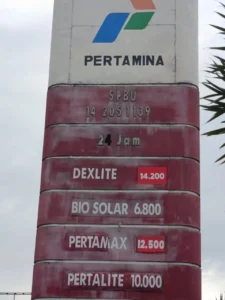 PERTAMINA
SPBU
24 Jam
DEXLITE 14.200
BIO SOLAR 6.800
PERTAMAX 12.500
PERTALITE 10.000